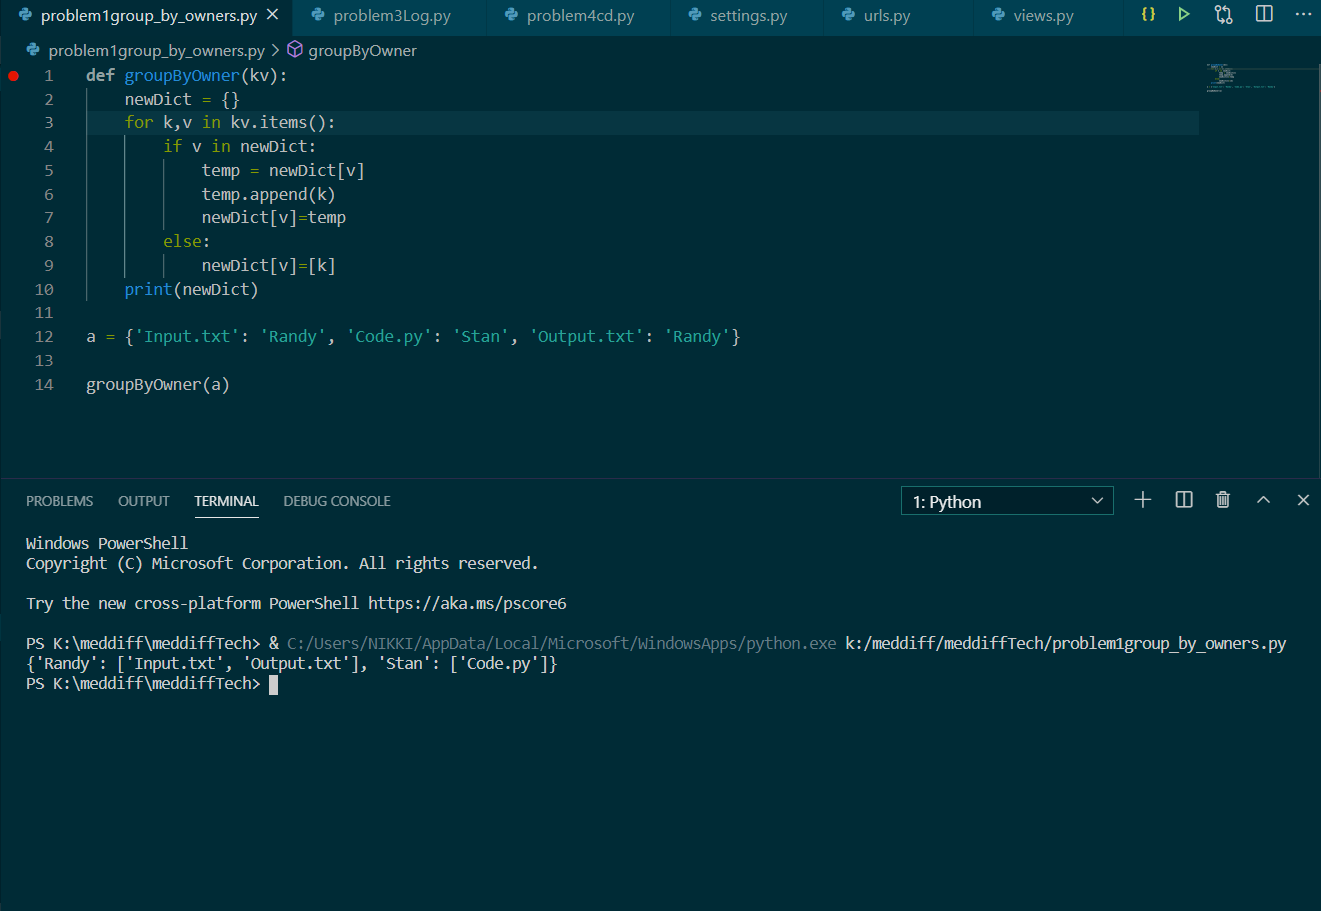 problem1group_by_owners.py problem3Log.py problem4cd.py settings.py urls.py views.py
problem1group_by_owners.py > groupByOwner
1 def groupByOwner(kv):
2     newDict = {}
3     for k,v in kv.items():
4         if v in newDict:
5             temp = newDict[v]
6             temp.append(k)
7             newDict[v]=temp
8         else:
9             newDict[v]=[k]
10     print(newDict)
11
12 a = {'Input.txt': 'Randy', 'Code.py': 'Stan', 'Output.txt': 'Randy'}
13
14 groupByOwner(a)
PROBLEMS OUTPUT TERMINAL DEBUG CONSOLE 1: Python
Windows PowerShell
Copyright (C) Microsoft Corporation. All rights reserved.
Try the new cross-platform PowerShell https://aka.ms/pscore6
PS K:\meddiff\meddiffTech> & C:/Users/NIKKI/AppData/Local/Microsoft/WindowsApps/python.exe k:/meddiff/meddiffTech/problem1group_by_owners.py
{'Randy': ['Input.txt', 'Output.txt'], 'Stan': ['Code.py']}
PS K:\meddiff\meddiffTech>